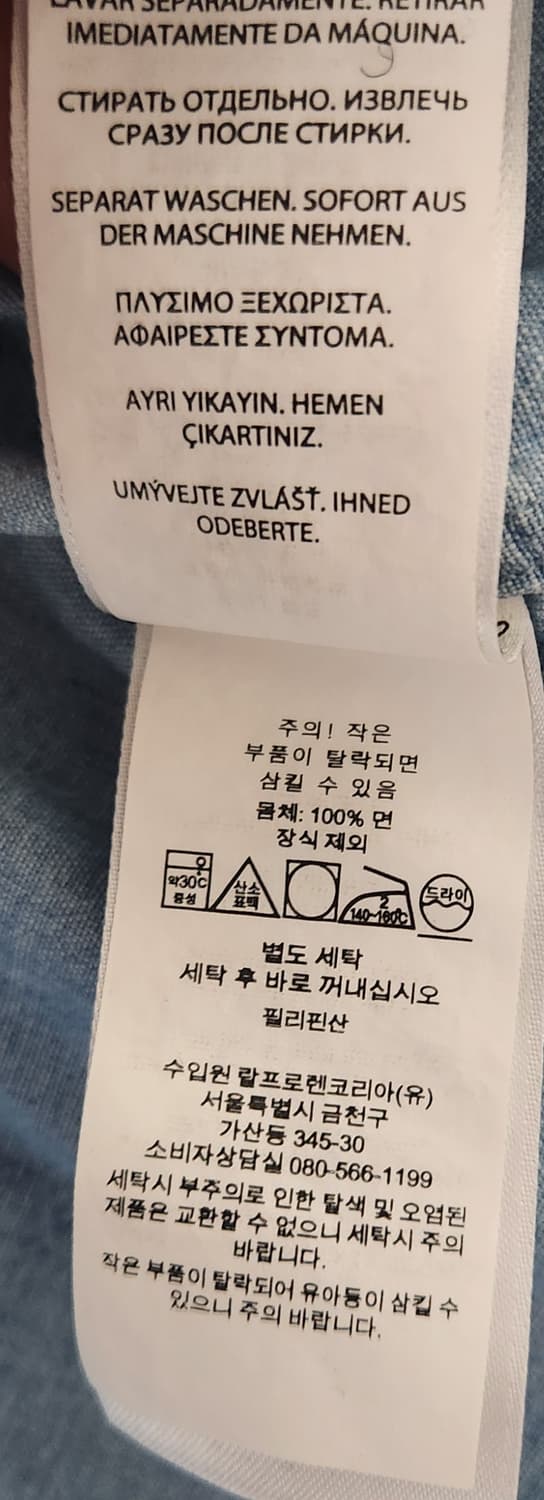 LAVAR SEPARADAMENTE. RETIRAR
IMEDIATAMENTE DA MÁQUINA.
СТИРАТЬ ОТДЕЛЬНО. ИЗВЛЕЧЬ
СРАЗУ ПОСЛЕ СТИРКИ.
SEPARAT WASCHEN. SOFORT AUS
DER MASCHINE NEHMEN.
ΠΛΥΣΙΜΟ ΞΕΧΩΡΙΣΤΑ.
ΑΦΑΙΡΕΣΤΕ ΣΥΝΤΟΜΑ.
AYRI YIKAYIN. HEMEN
ÇIKARTINIZ.
UMÝVEJTE ZVLÁŠŤ. IHNED
ODEBERTE.
주의! 작은
부품이 탈락되면
삼킬 수 있음
몸체: 100% 면
장식 제외
약30C
중성
산소
표백
2
140~160C
드라이
별도 세탁
세탁 후 바로 꺼내십시오
필리핀산
수입원 랄프로렌코리아(유)
서울특별시 금천구
가산동 345-30
소비자상담실 080-566-1199
세탁시 부주의로 인한 탈색 및 오염된
제품은 교환할 수 없으니 세탁시 주의
바랍니다.
작은 부품이 탈락되어 유아등이 삼킬 수
있으니 주의 바랍니다.